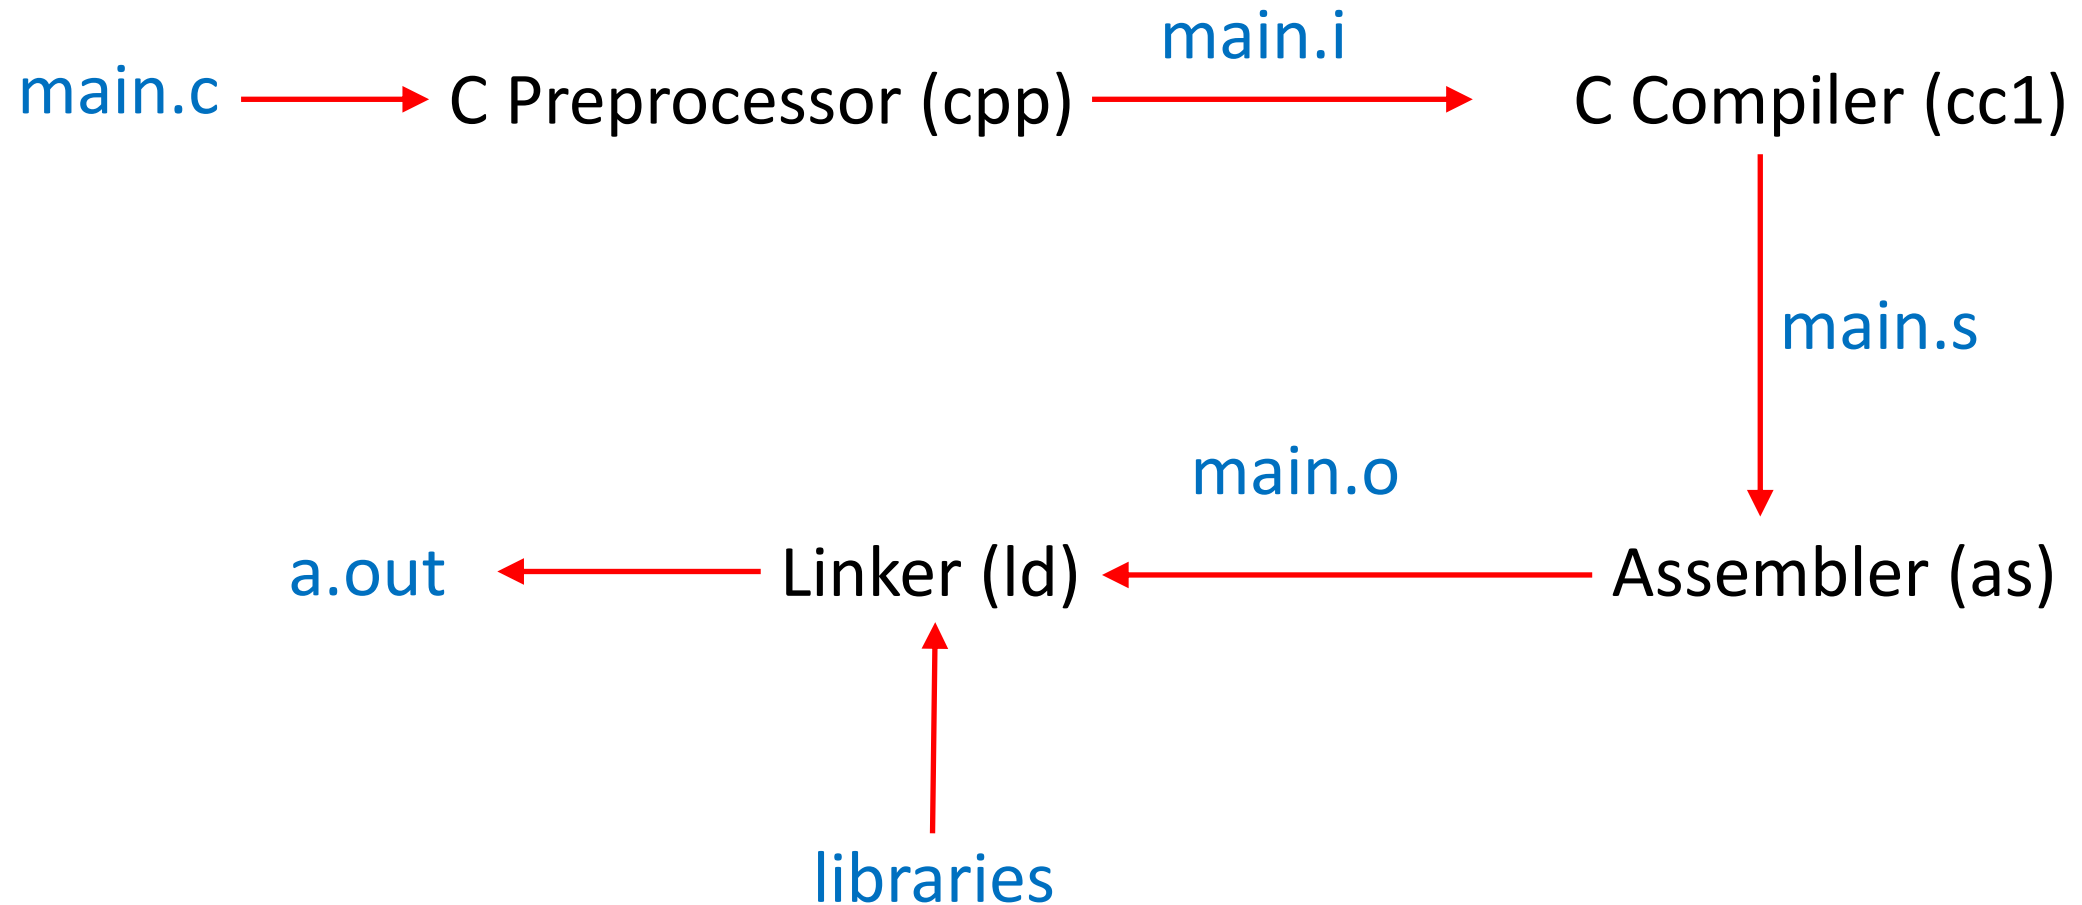 main.i
main.c
C Preprocessor (cpp)
C Compiler (cc1)
main.s
main.o
a.out
Linker (ld)
Assembler (as)
libraries